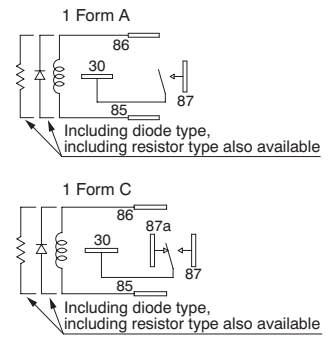 1 Form A
86
30
87
85
Including diode type,
including resistor type also available
1 Form C
86
87a
30
87
85
Including diode type,
including resistor type also available